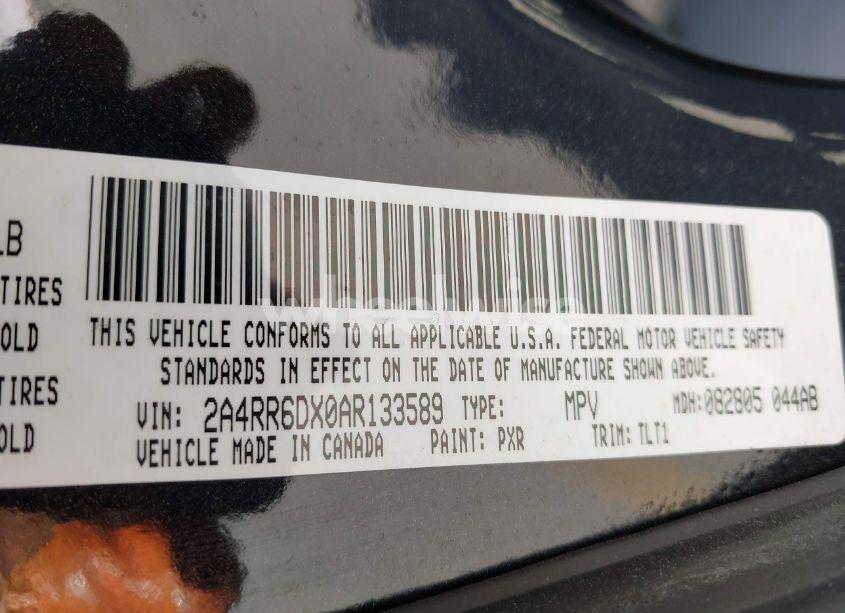 LB
TIRES
OLD
TIRES
OLD
wheelwise
THIS VEHICLE CONFORMS TO ALL APPLICABLE U.S.A. FEDERAL MOTOR VEHICLE SAFETY
STANDARDS IN EFFECT ON THE DATE OF MANUFACTURE SHOWN ABOVE.
VIN: 2A4RR6DX0AR133589 TYPE: MPV MDH:082805 044AB
VEHICLE MADE IN CANADA PAINT: PXR TRIM: TLT1